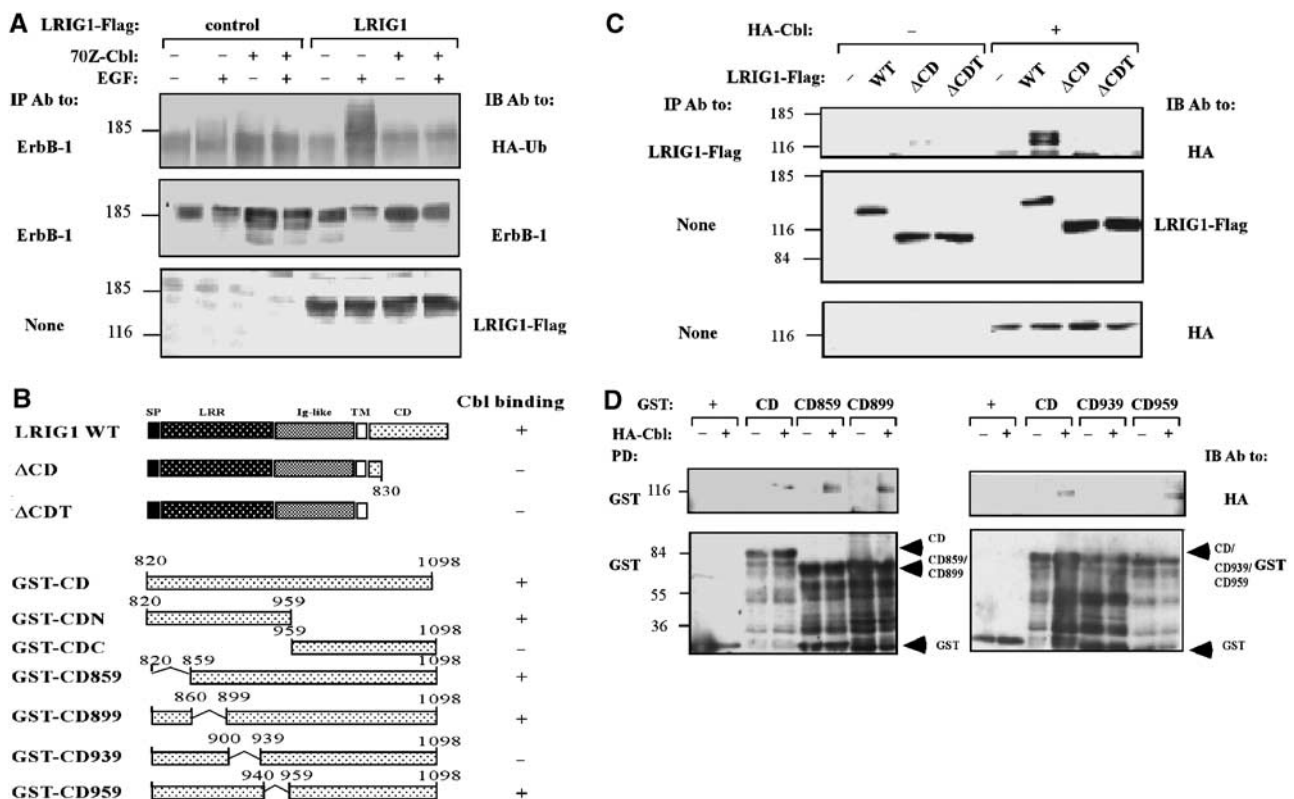 A
LRIG1-Flag: control LRIG1
70Z-Cbl: – – + + – – + +
EGF: – + – + – + – +
IP Ab to: IB Ab to:
ErbB-1 185 HA-Ub
ErbB-1 185 ErbB-1
None 185 116 LRIG1-Flag
B
Cbl binding
SP LRR Ig-like TM CD
LRIG1 WT +
ΔCD –
830
ΔCDT –
820 1098
GST-CD +
820 959
GST-CDN +
959 1098
GST-CDC –
820 859 1098
GST-CD859 +
860 899 1098
GST-CD899 +
900 939 1098
GST-CD939 –
940 959 1098
GST-CD959 +
C
HA-Cbl: – +
LRIG1-Flag: – WT ΔCD ΔCDT – WT ΔCD ΔCDT
IP Ab to: IB Ab to:
185
LRIG1-Flag 116 HA
185
None 116 LRIG1-Flag
84
None 116 HA
D
GST: + CD CD859 CD899 + CD CD939 CD959
HA-Cbl: – + – + – + – + – + – + – + – +
PD: IB Ab to:
GST 116 HA
GST 84 CD CD/
CD859/ CD939/ GST
CD899 CD959
55
36
GST GST